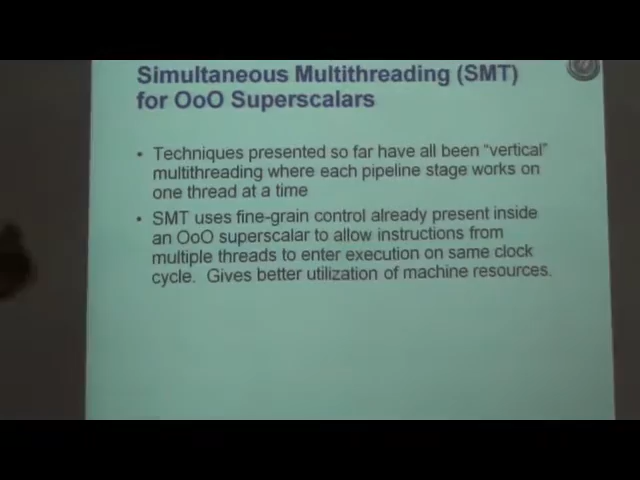 Simultaneous Multithreading (SMT)
for OoO Superscalars
• Techniques presented so far have all been “vertical”
multithreading where each pipeline stage works on
one thread at a time
• SMT uses fine-grain control already present inside
an OoO superscalar to allow instructions from
multiple threads to enter execution on same clock
cycle. Gives better utilization of machine resources.